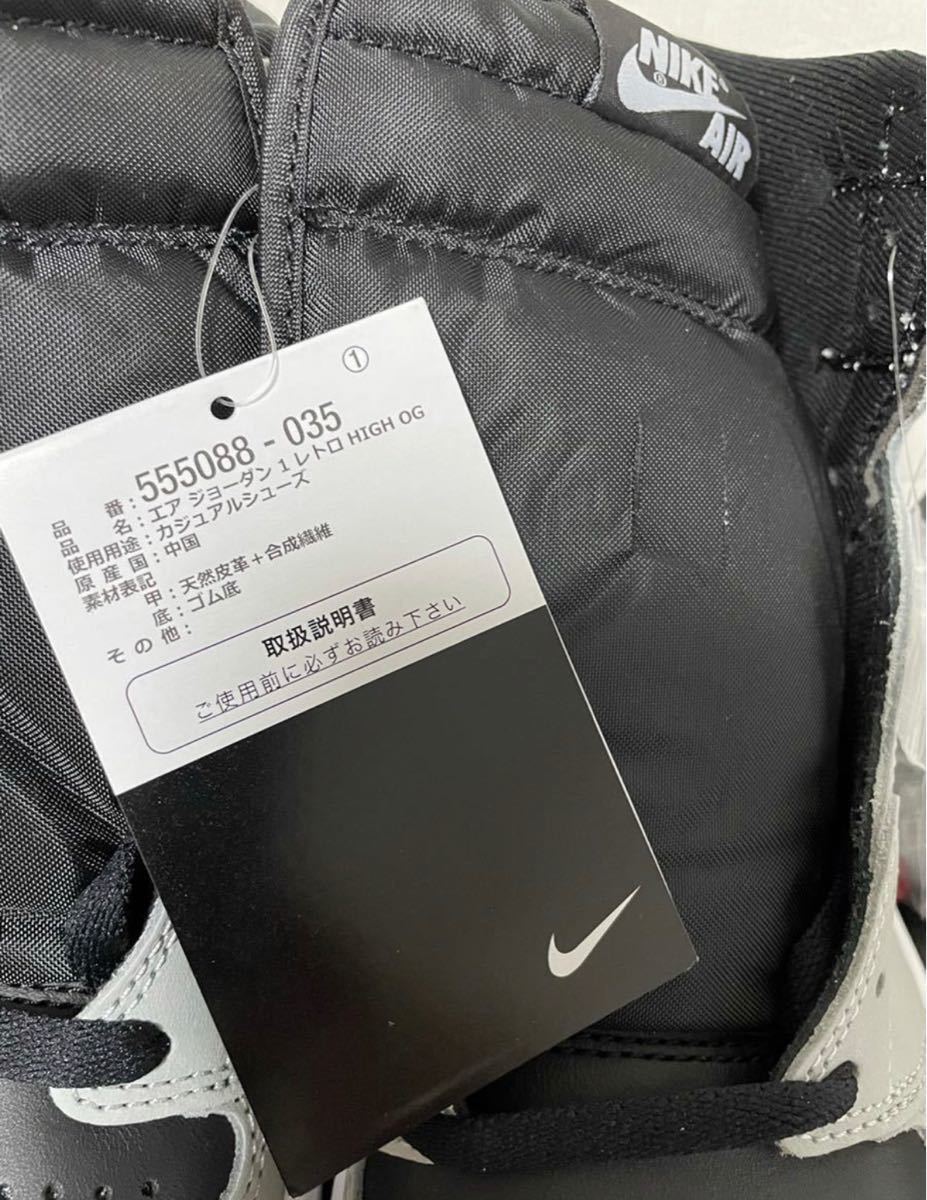 NIKE®
AIR
①
品番:555088-035
品名:エア ジョーダン 1 レトロ HIGH OG
使用用途:カジュアルシューズ
原産国:中国
素材表記
甲:天然皮革+合成繊維
底:ゴム底
その他:
取扱説明書
ご使用前に必ずお読み下さい